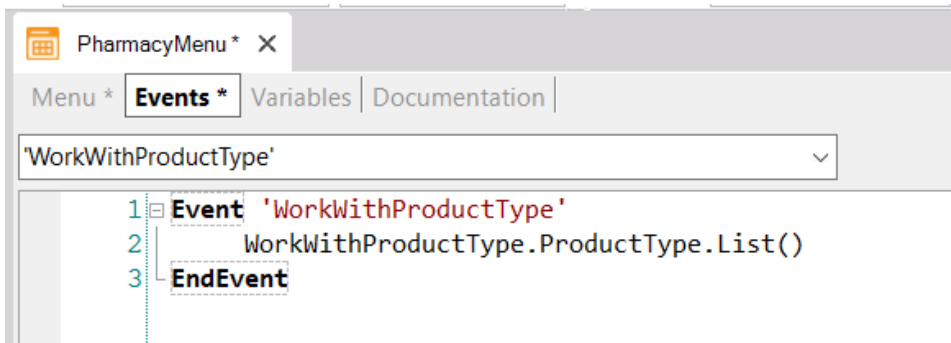 PharmacyMenu * X
Menu * Events * Variables Documentation
'WorkWithProductType'
1 Event 'WorkWithProductType'
2 WorkWithProductType.ProductType.List()
3 EndEvent